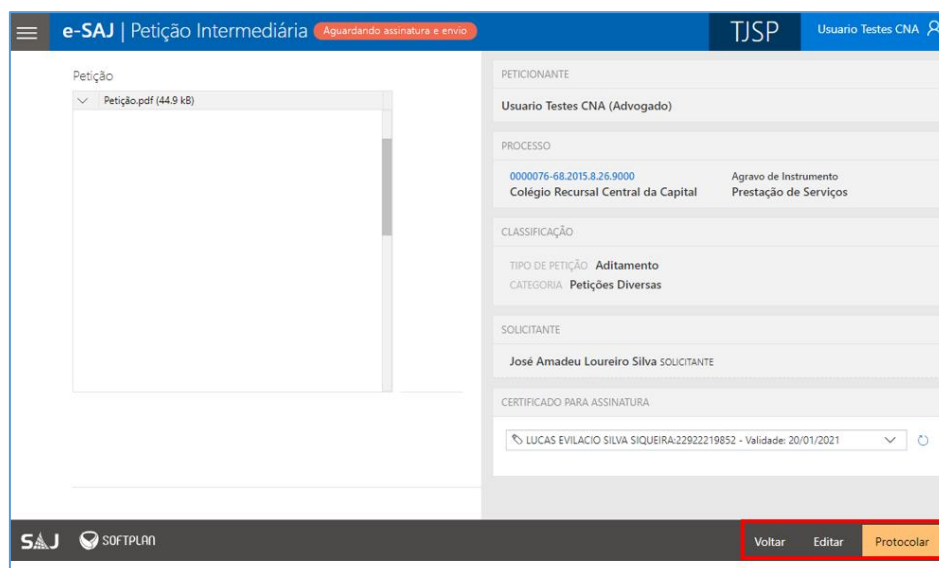 e-SAJ | Petição Intermediária Aguardando assinatura e envio TJSP Usuario Testes CNA
Petição
Petição.pdf (44.9 kB)
PETICIONANTE
Usuario Testes CNA (Advogado)
PROCESSO
0000076-68.2015.8.26.9000 Agravo de Instrumento
Colégio Recursal Central da Capital Prestação de Serviços
CLASSIFICAÇÃO
TIPO DE PETIÇÃO Aditamento
CATEGORIA Petições Diversas
SOLICITANTE
José Amadeu Loureiro Silva SOLICITANTE
CERTIFICADO PARA ASSINATURA
LUCAS EVILACIO SILVA SIQUEIRA:22922219852 - Validade: 20/01/2021
SAJ SOFTPLAN Voltar Editar Protocolar